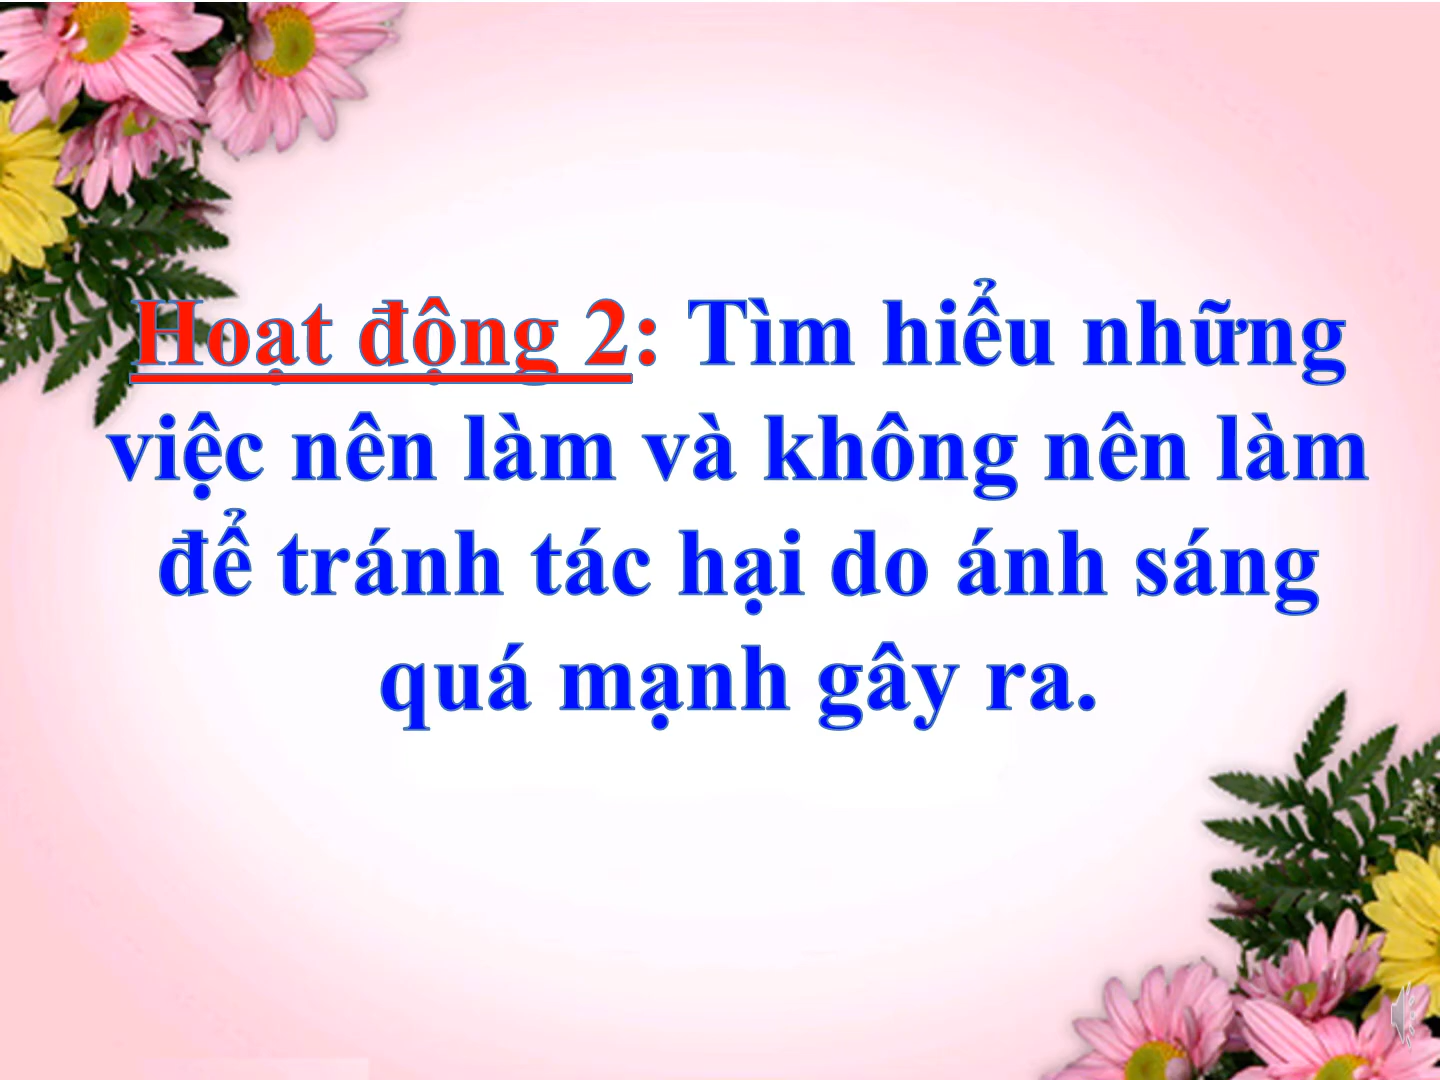 Hoạt động 2: Tìm hiểu những
việc nên làm và không nên làm
để tránh tác hại do ánh sáng
quá mạnh gây ra.